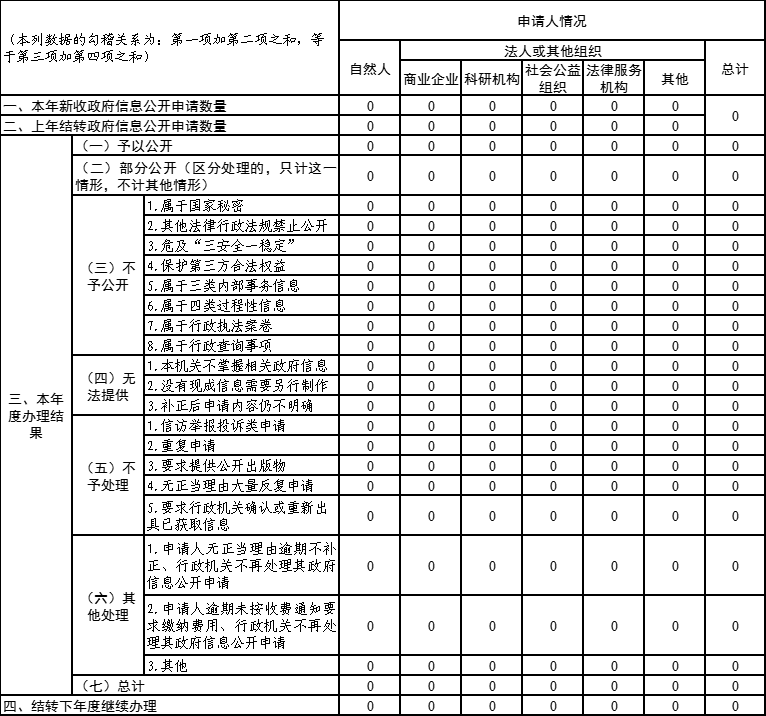 申请人情况
（本列数据的勾稽关系为：第一项加第二项之和，等
于第三项加第四项之和）
自然人
法人或其他组织
总计
商业企业
科研机构
社会公益
组织
法律服务
机构
其他
一、本年新收政府信息公开申请数量 0 0 0 0 0 0 0
二、上年结转政府信息公开申请数量 0 0 0 0 0 0
三、本年
度办理结
果
（一）予以公开 0 0 0 0 0 0 0
（二）部分公开（区分处理的，只计这一
情形，不计其他情形） 0 0 0 0 0 0 0
（三）不
予公开
1.属于国家秘密 0 0 0 0 0 0 0
2.其他法律行政法规禁止公开 0 0 0 0 0 0 0
3.危及“三安全一稳定” 0 0 0 0 0 0 0
4.保护第三方合法权益 0 0 0 0 0 0 0
5.属于三类内部事务信息 0 0 0 0 0 0 0
6.属于四类过程性信息 0 0 0 0 0 0 0
7.属于行政执法案卷 0 0 0 0 0 0 0
8.属于行政查询事项 0 0 0 0 0 0 0
（四）无
法提供
1.本机关不掌握相关政府信息 0 0 0 0 0 0 0
2.没有现成信息需要另行制作 0 0 0 0 0 0 0
3.补正后申请内容仍不明确 0 0 0 0 0 0 0
（五）不
予处理
1.信访举报投诉类申请 0 0 0 0 0 0 0
2.重复申请 0 0 0 0 0 0 0
3.要求提供公开出版物 0 0 0 0 0 0 0
4.无正当理由大量反复申请 0 0 0 0 0 0 0
5.要求行政机关确认或重新出
具已获取信息 0 0 0 0 0 0 0
（六）其
他处理
1.申请人无正当理由逾期不补
正、行政机关不再处理其政府
信息公开申请 0 0 0 0 0 0 0
2.申请人逾期未按收费通知要
求缴纳费用、行政机关不再处
理其政府信息公开申请 0 0 0 0 0 0 0
3.其他 0 0 0 0 0 0 0
（七）总计 0 0 0 0 0 0 0
四、结转下年度继续办理 0 0 0 0 0 0 0